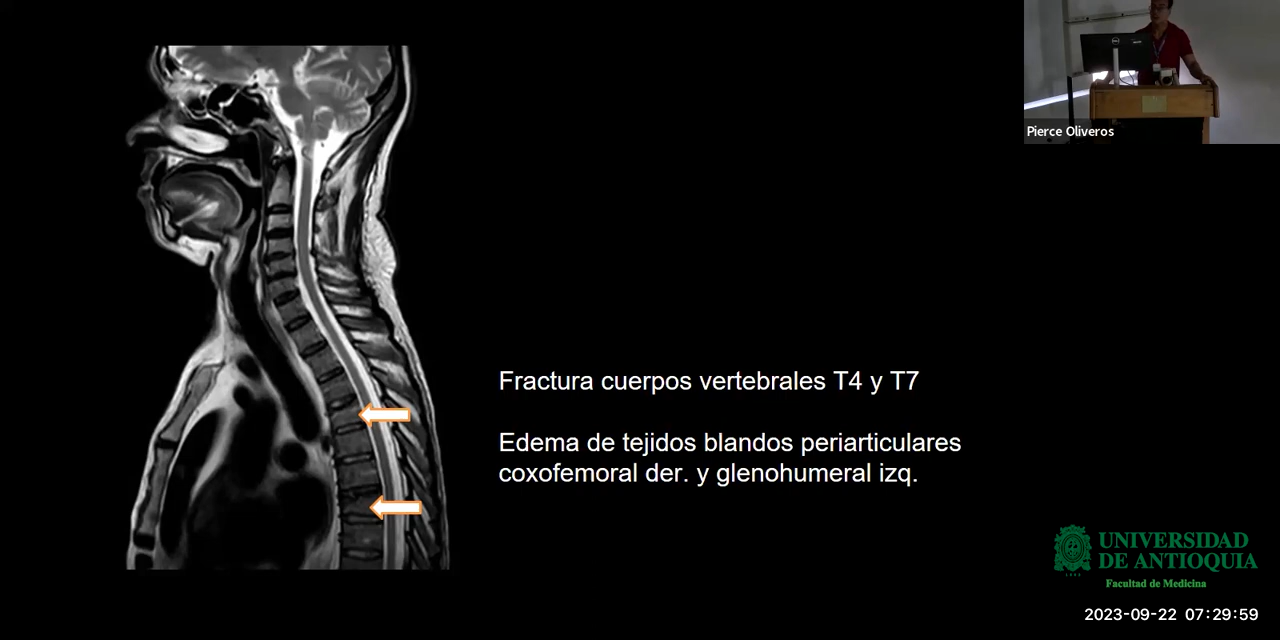 Pierce Oliveros
Fractura cuerpos vertebrales T4 y T7
Edema de tejidos blandos periarticulares
coxofemoral der. y glenohumeral izq.
UNIVERSIDAD
DE ANTIOQUIA
Facultad de Medicina
2023-09-22 07:29:59